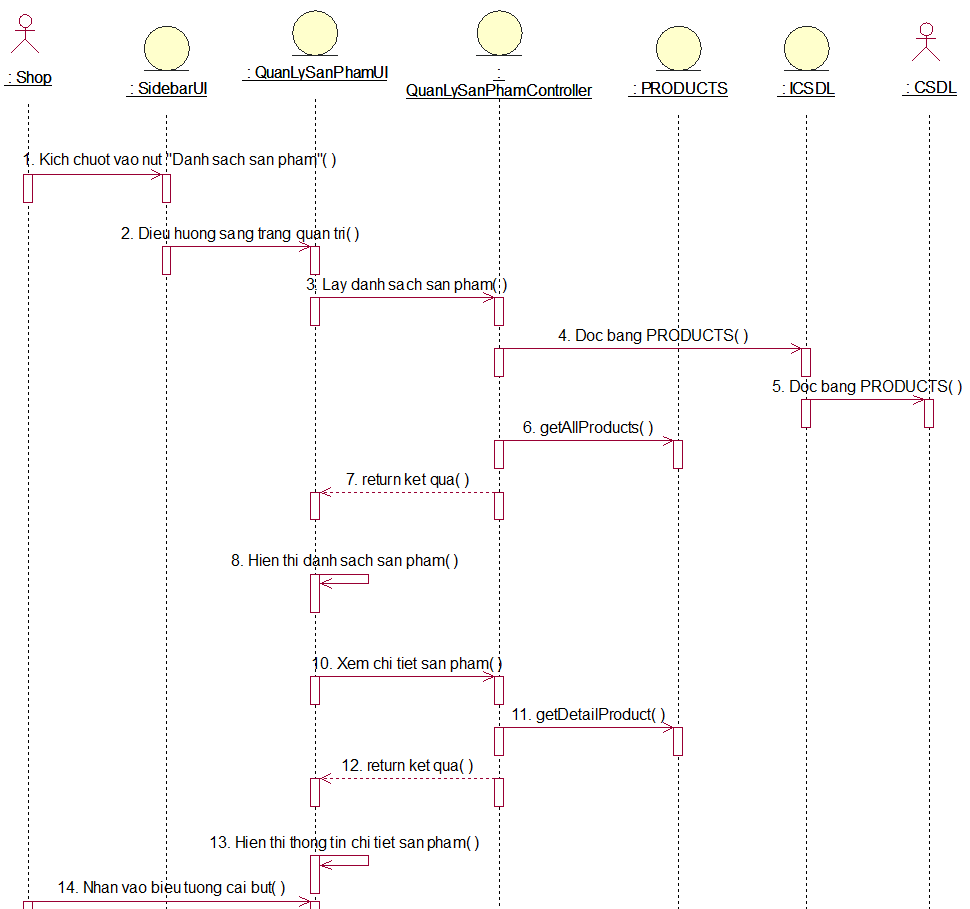 : Shop
: SidebarUI
: QuanLySanPhamUI
:
QuanLySanPhamController
: PRODUCTS
: ICSDL
: CSDL
1. Kich chuot vao nut "Danh sach san pham"( )
2. Dieu huong sang trang quan tri( )
3. Lay danh sach san pham( )
4. Doc bang PRODUCTS( )
5. Doc bang PRODUCTS( )
6. getAllProducts( )
7. return ket qua( )
8. Hien thi danh sach san pham( )
10. Xem chi tiet san pham( )
11. getDetailProduct( )
12. return ket qua( )
13. Hien thi thong tin chi tiet san pham( )
14. Nhan vao bieu tuong cai but( )